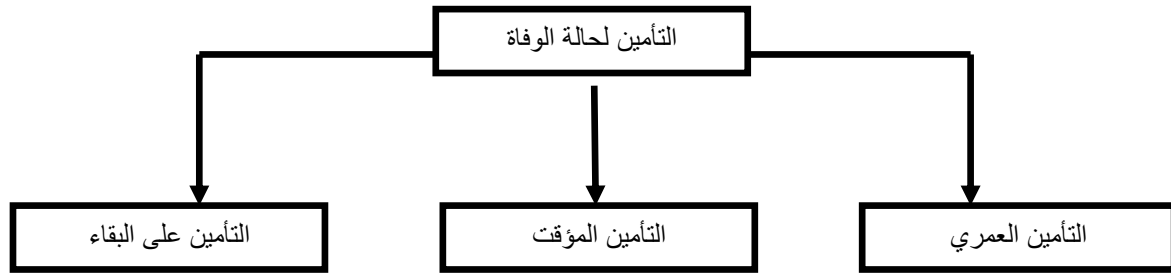 التأمين لحالة الوفاة
التأمين العمري
التأمين المؤقت
التأمين على البقاء